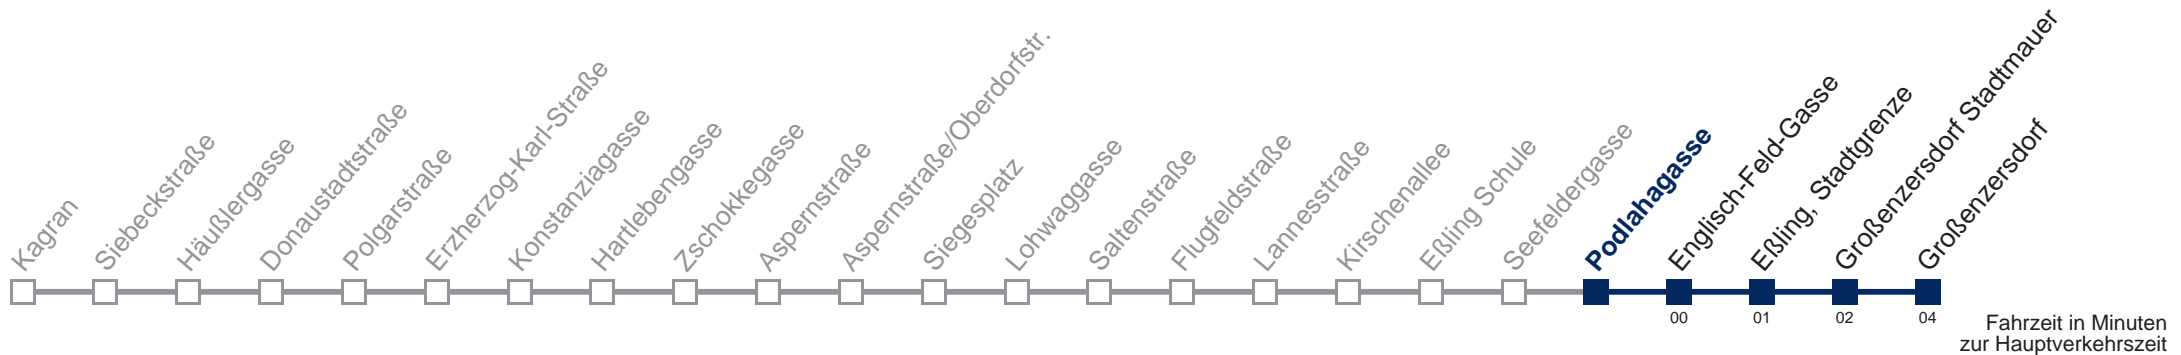 Kagran
Siebeckstraße
Häußlergasse
Donaustadtstraße
Polgarstraße
Erzherzog-Karl-Straße
Konstanziagasse
Hartlebengasse
Zschokkegasse
Aspernstraße
Aspernstraße/Oberdorfstr.
Siegesplatz
Lohwaggasse
Saltenstraße
Flugfeldstraße
Lannesstraße
Kirschenallee
Eßling Schule
Seefeldergasse
Podlahagasse
Englisch-Feld-Gasse
Eßling, Stadtgrenze
Großenzersdorf Stadtmauer
Großenzersdorf
00 01 02 04
Fahrzeit in Minuten
zur Hauptverkehrszeit